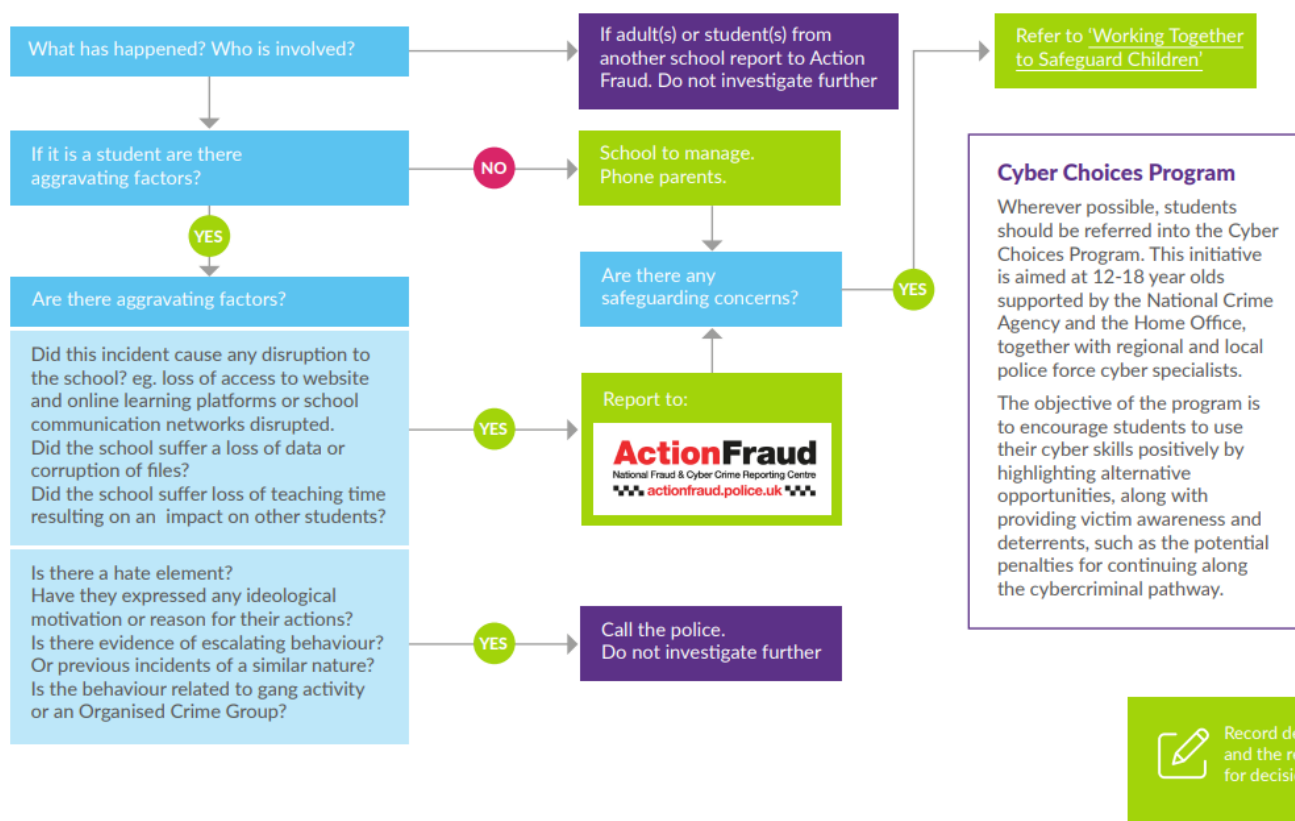 What has happened? Who is involved?
If adult(s) or student(s) from
another school report to Action
Fraud. Do not investigate further
Refer to 'Working Together
to Safeguard Children'
If it is a student are there
aggravating factors?
NO
School to manage.
Phone parents.
YES
Are there any
safeguarding concerns?
YES
Are there aggravating factors?
Did this incident cause any disruption to
the school? eg. loss of access to website
and online learning platforms or school
communication networks disrupted.
Did the school suffer a loss of data or
corruption of files?
Did the school suffer loss of teaching time
resulting on an impact on other students?
YES
Report to:
ActionFraud
National Fraud & Cyber Crime Reporting Centre
actionfraud.police.uk
Is there a hate element?
Have they expressed any ideological
motivation or reason for their actions?
Is there evidence of escalating behaviour?
Or previous incidents of a similar nature?
Is the behaviour related to gang activity
or an Organised Crime Group?
YES
Call the police.
Do not investigate further
Cyber Choices Program
Wherever possible, students
should be referred into the Cyber
Choices Program. This initiative
is aimed at 12-18 year olds
supported by the National Crime
Agency and the Home Office,
together with regional and local
police force cyber specialists.
The objective of the program is
to encourage students to use
their cyber skills positively by
highlighting alternative
opportunities, along with
providing victim awareness and
deterrents, such as the potential
penalties for continuing along
the cybercriminal pathway.
Record
and the
for